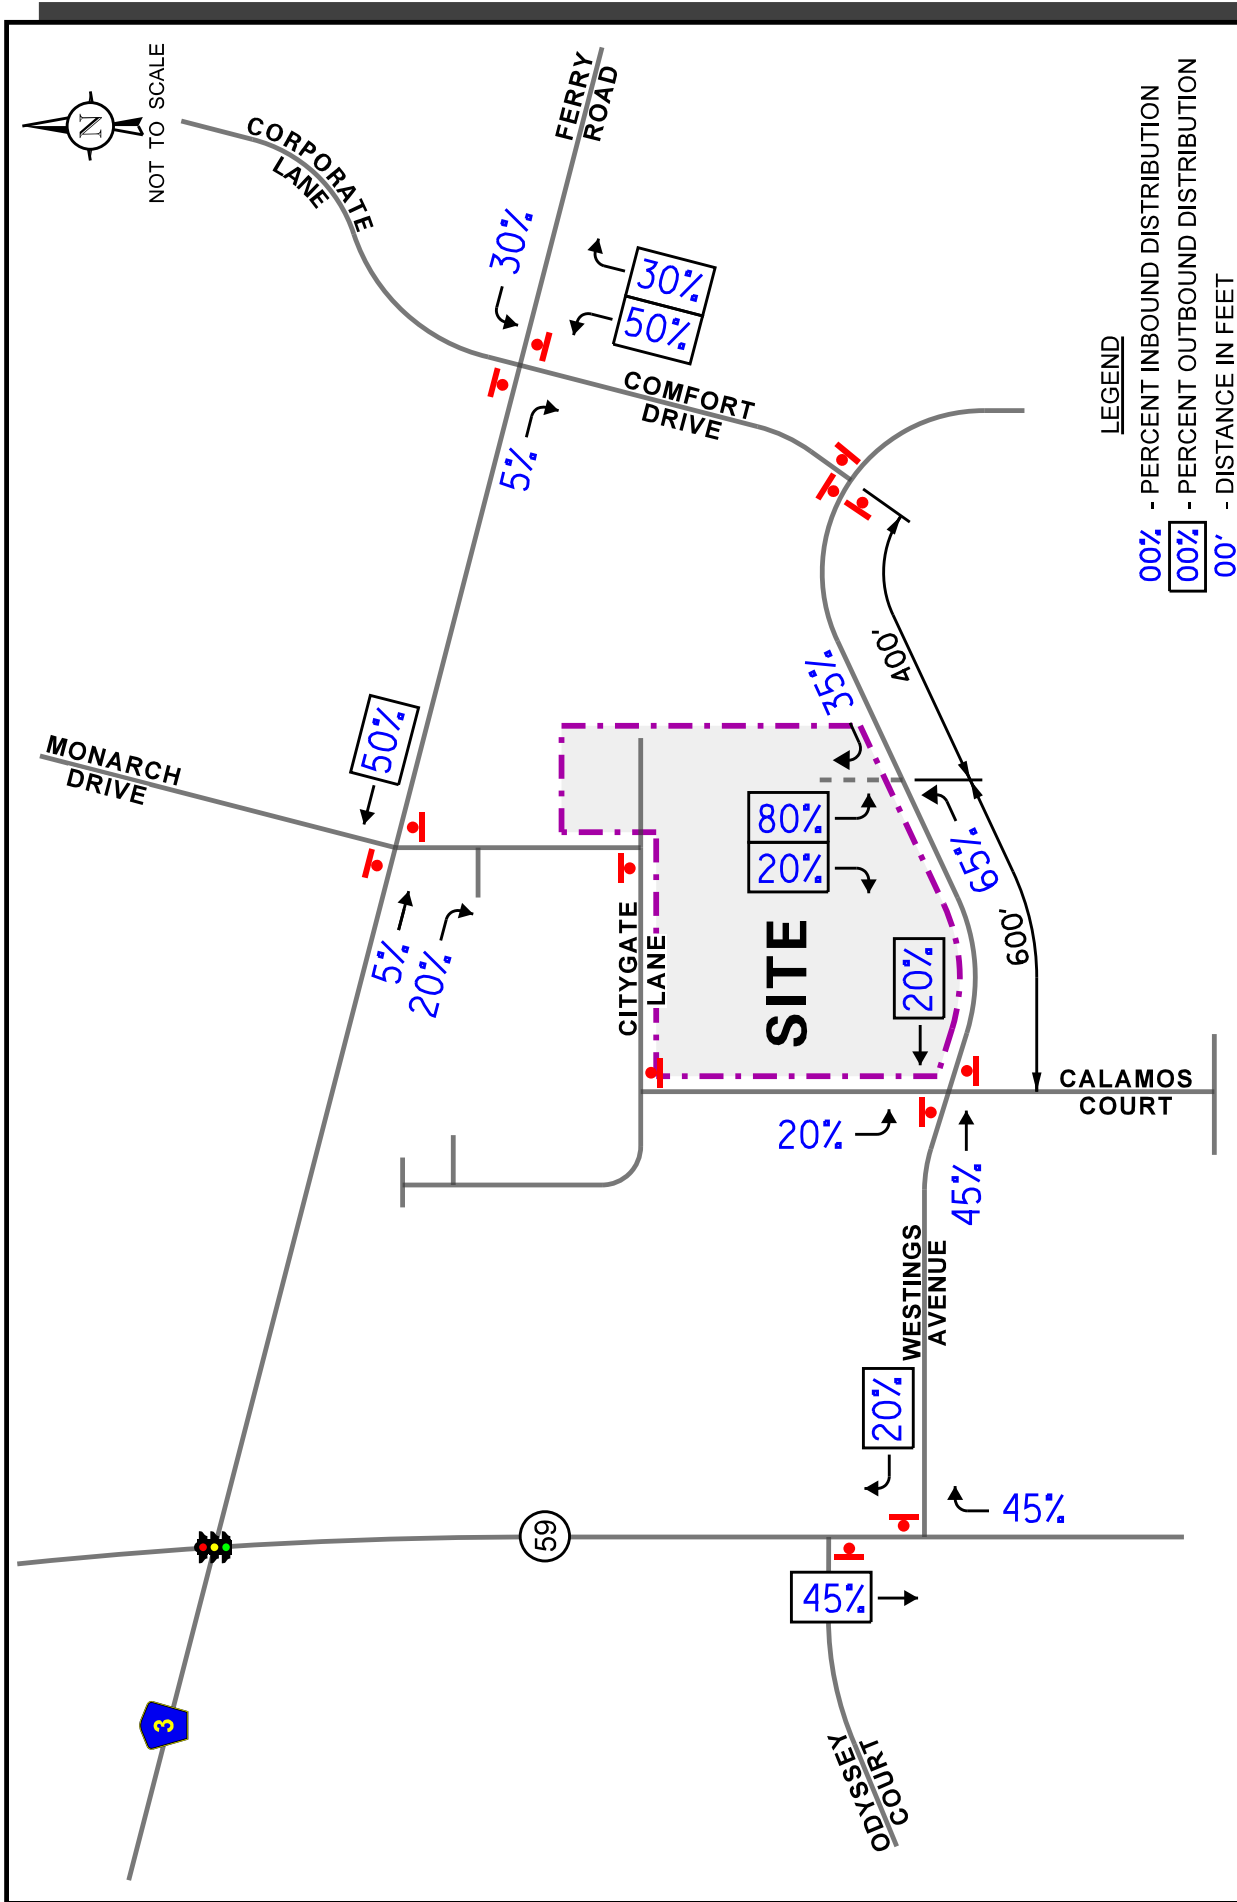 N
NOT TO SCALE
CORPORATE
LANE
FERRY
ROAD
30%
30%
50%
5%
COMFORT
DRIVE
MONARCH
DRIVE
50%
5%
20%
CITYGATE
LANE
SITE
35%
80%
20%
65%
400'
600'
20%
20%
45%
CALAMOS
COURT
WESTINGS
AVENUE
20%
45%
59
45%
3
ODYSSEY
COURT
LEGEND
00% - PERCENT INBOUND DISTRIBUTION
00% - PERCENT OUTBOUND DISTRIBUTION
00' - DISTANCE IN FEET